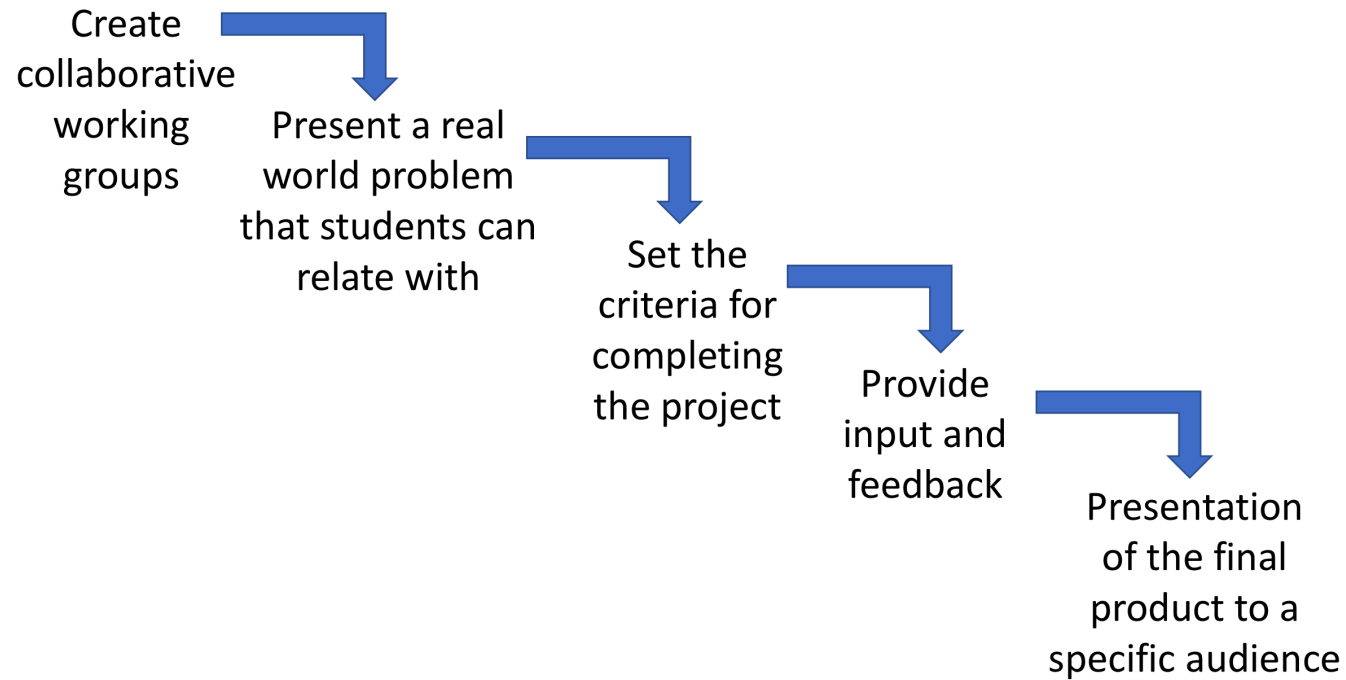 Create
collaborative
working
groups
Present a real
world problem
that students can
relate with
Set the
criteria for
completing
the project
Provide
input and
feedback
Presentation
of the final
product to a
specific audience